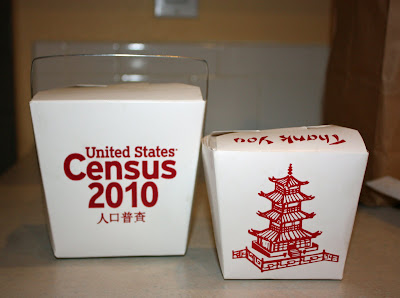 United States
Census
2010
人口普查
Thank You